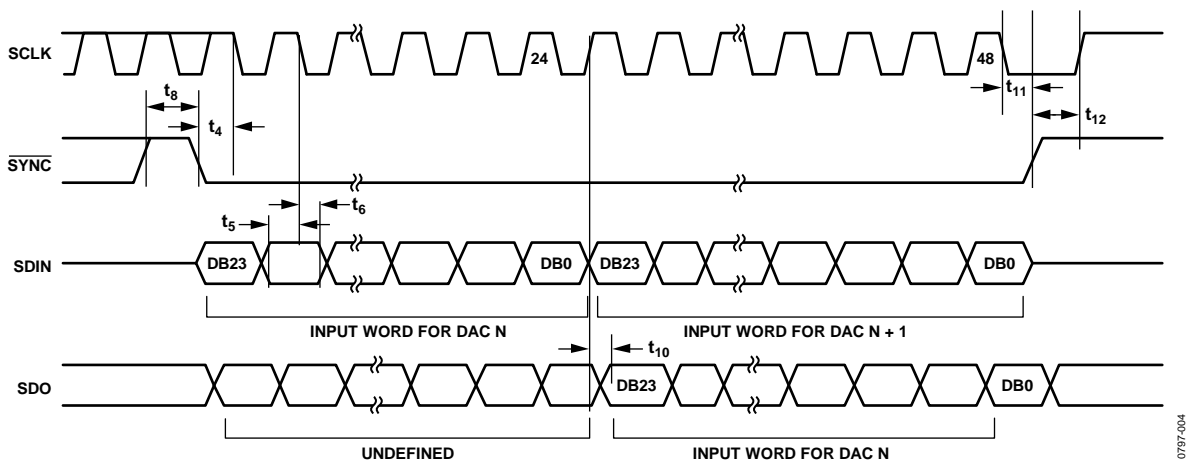 SCLK
24
48
t8
t4
t11
t12
SYNC
t5
t6
SDIN
DB23
DB0
DB23
DB0
INPUT WORD FOR DAC N
INPUT WORD FOR DAC N + 1
t10
SDO
DB23
DB0
UNDEFINED
INPUT WORD FOR DAC N
0797-004